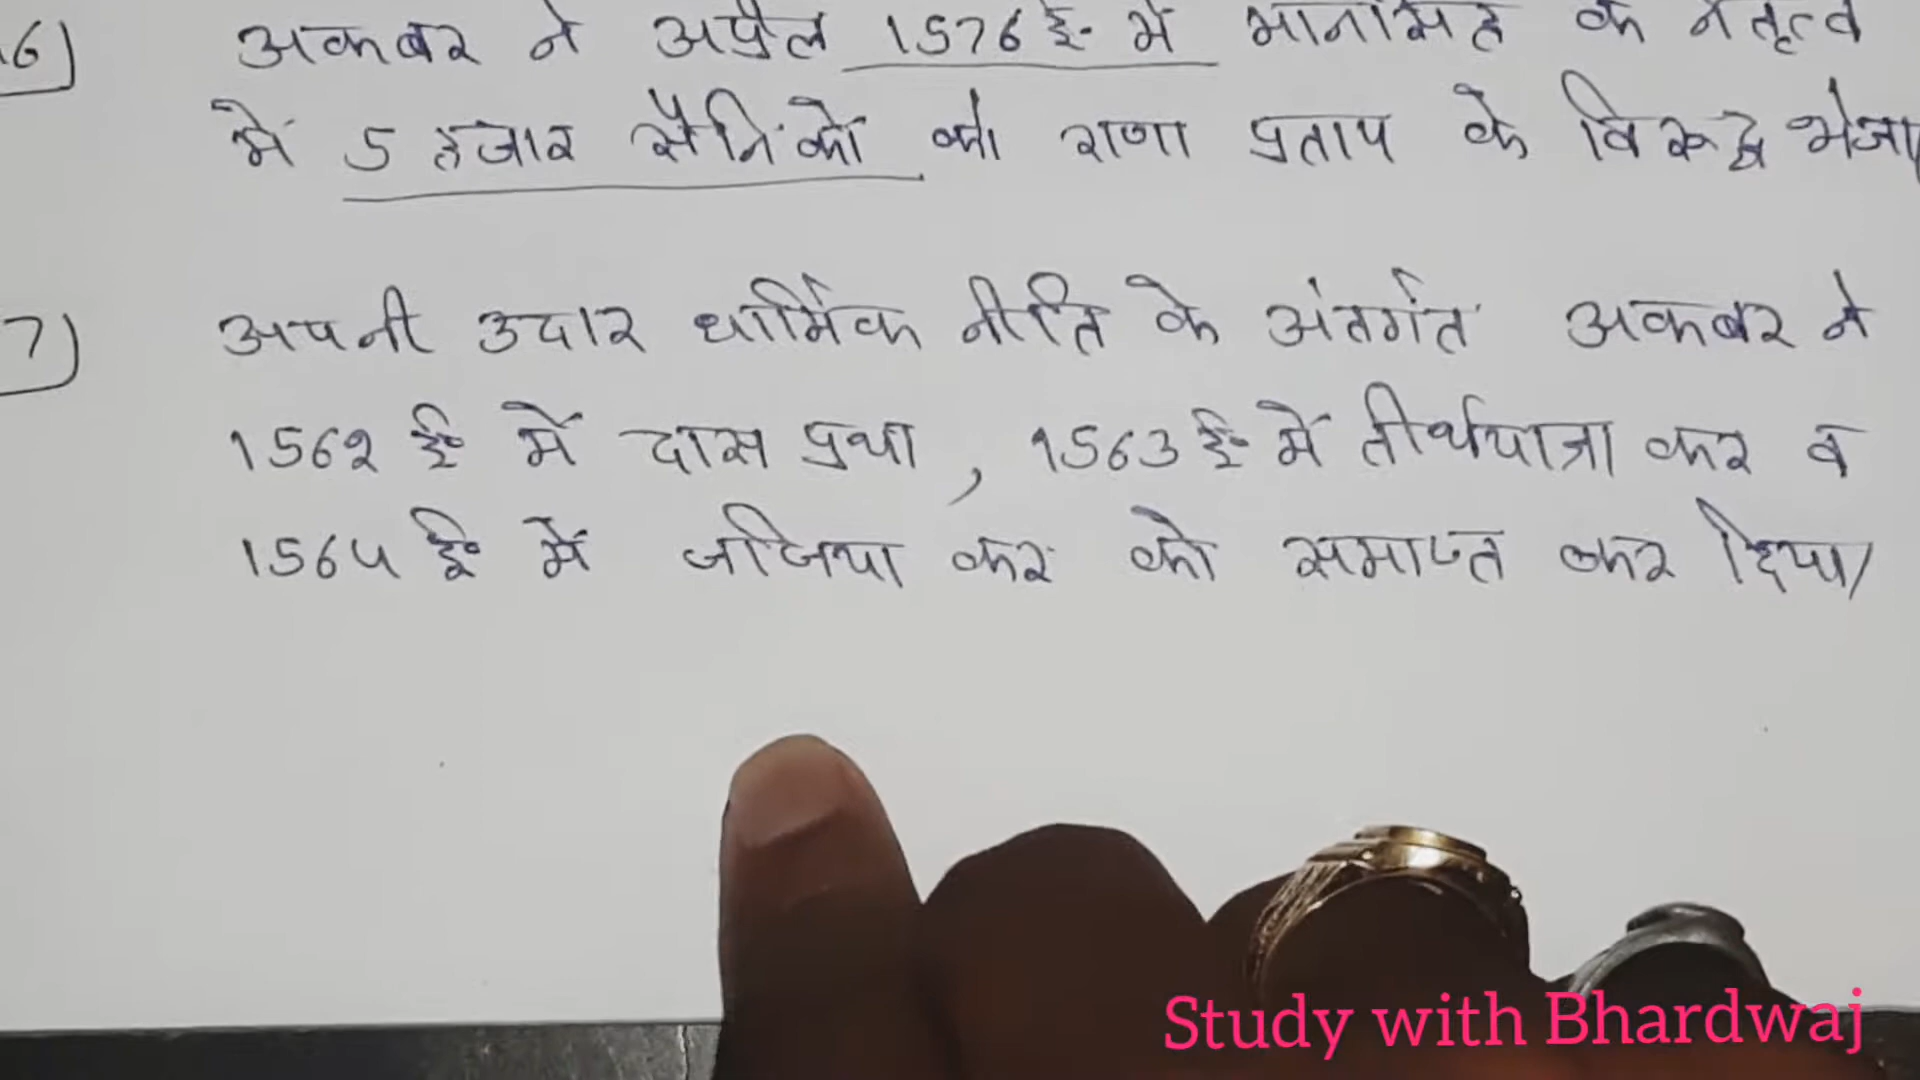 16) अकबर ने अप्रैल 1576 ई. में मानसिंह के नेतृत्व
में 5 हजार सैनिकों को राणा प्रताप के विरूद्ध भेजा
7) अपनी उदार धार्मिक नीति के अंतर्गत अकबर ने
1562 ई. में दास प्रथा, 1563 ई. में तीर्थयात्रा कर व
1564 ई. में जजिया कर को समाप्त कर दिया/
Study with Bhardwaj